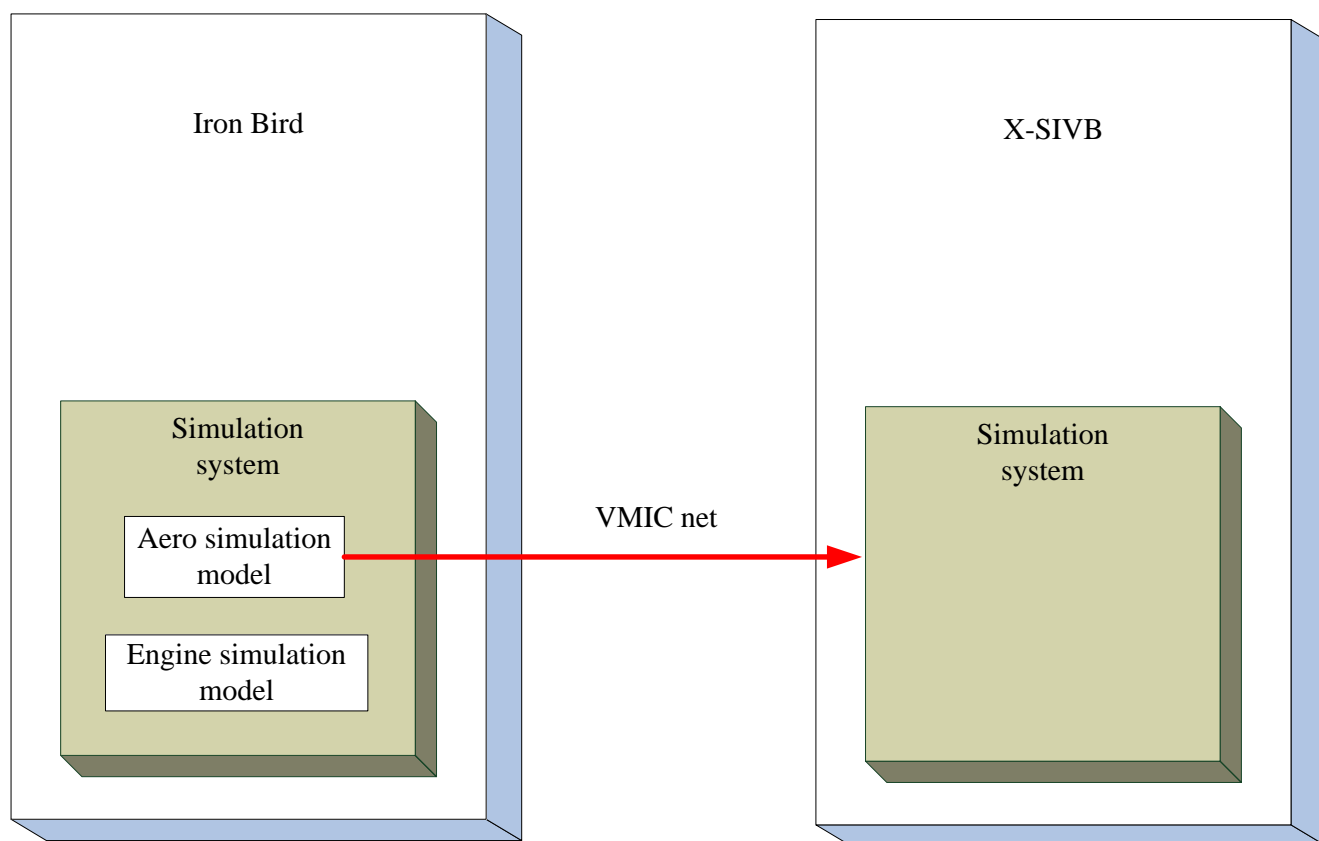 Iron Bird
X-SIVB
Simulation
system
Aero simulation
model
Engine simulation
model
VMIC net
Simulation
system